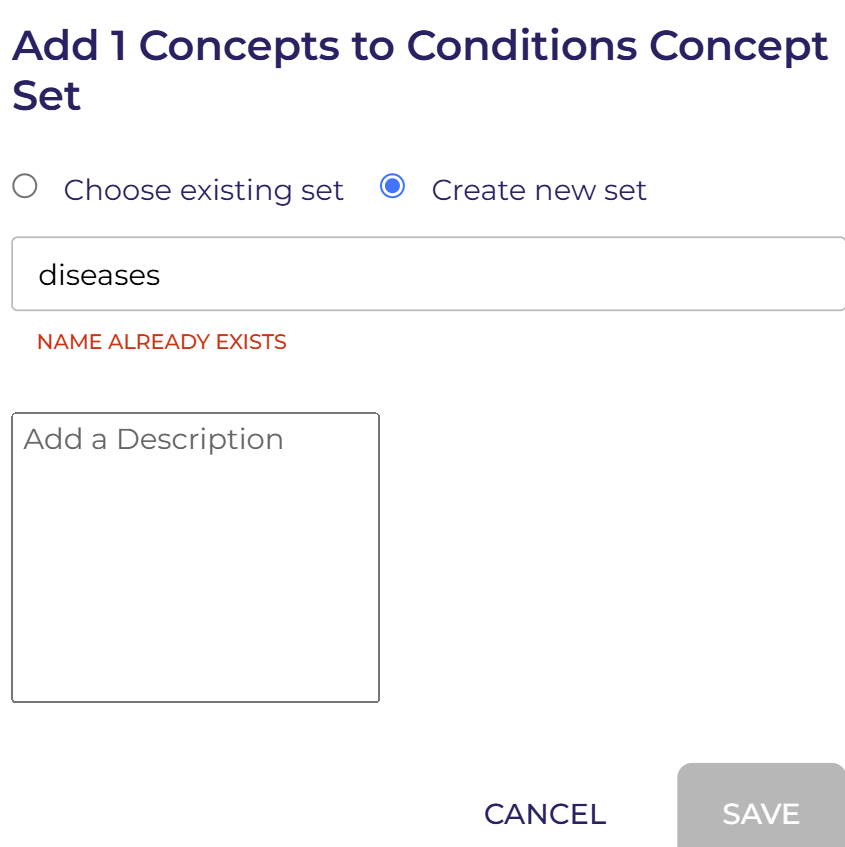 Add 1 Concepts to Conditions Concept
Set
Choose existing set Create new set
diseases
NAME ALREADY EXISTS
Add a Description
CANCEL SAVE